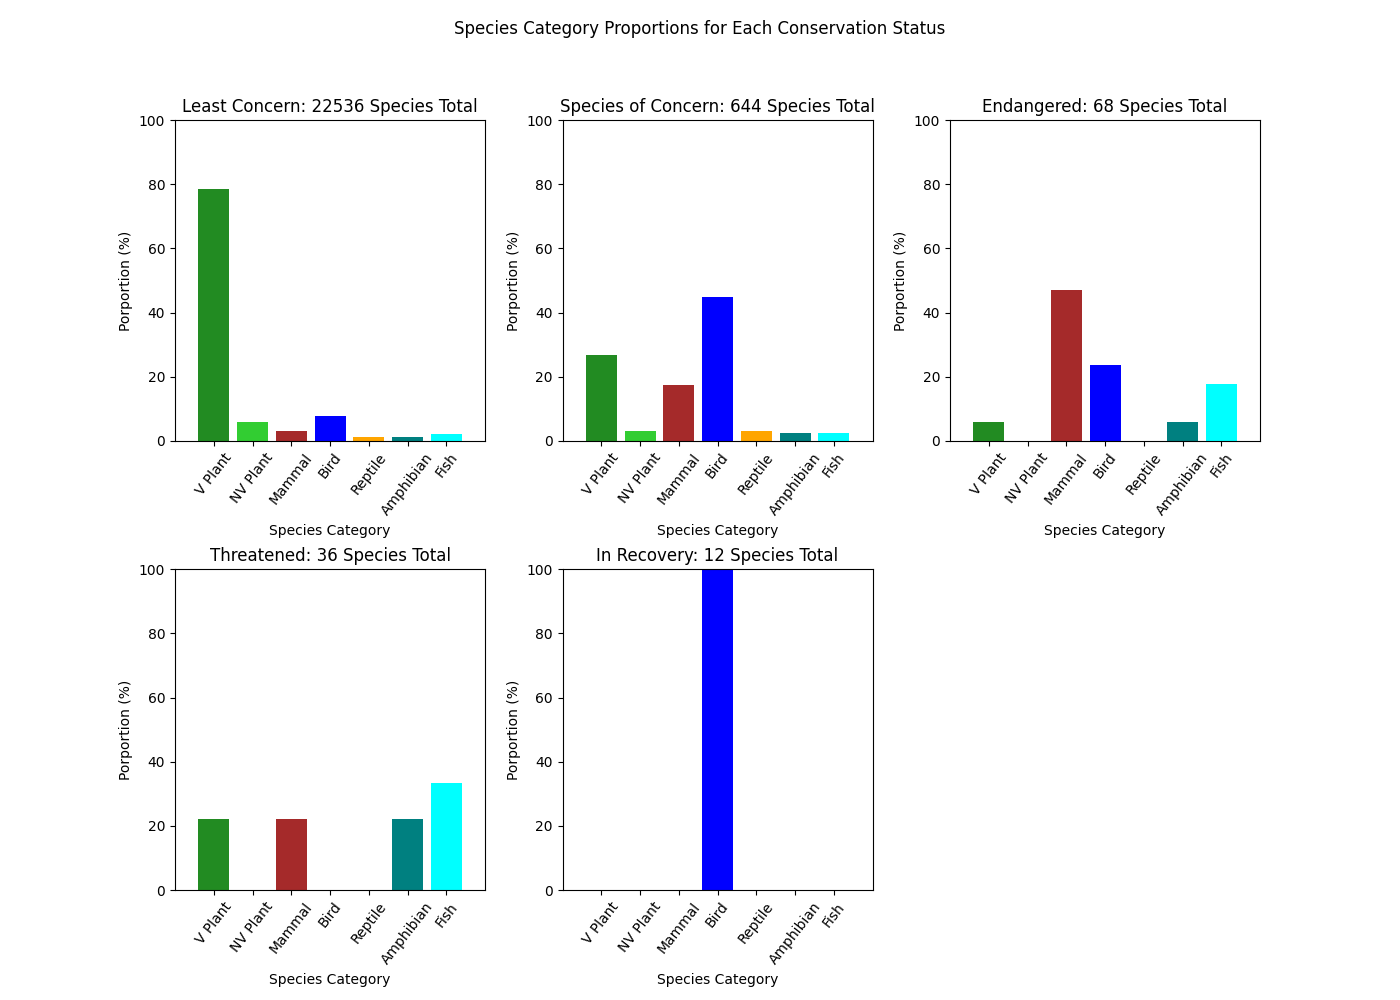 Species Category Proportions for Each Conservation Status
Least Concern: 22536 Species Total
100
80
60
40
20
0
Porportion (%)
V Plant
NV Plant
Mammal
Bird
Reptile
Amphibian
Fish
Species Category
Species of Concern: 644 Species Total
100
80
60
40
20
0
Porportion (%)
V Plant
NV Plant
Mammal
Bird
Reptile
Amphibian
Fish
Species Category
Endangered: 68 Species Total
100
80
60
40
20
0
Porportion (%)
V Plant
NV Plant
Mammal
Bird
Reptile
Amphibian
Fish
Species Category
Threatened: 36 Species Total
100
80
60
40
20
0
Porportion (%)
V Plant
NV Plant
Mammal
Bird
Reptile
Amphibian
Fish
Species Category
In Recovery: 12 Species Total
100
80
60
40
20
0
Porportion (%)
V Plant
NV Plant
Mammal
Bird
Reptile
Amphibian
Fish
Species Category